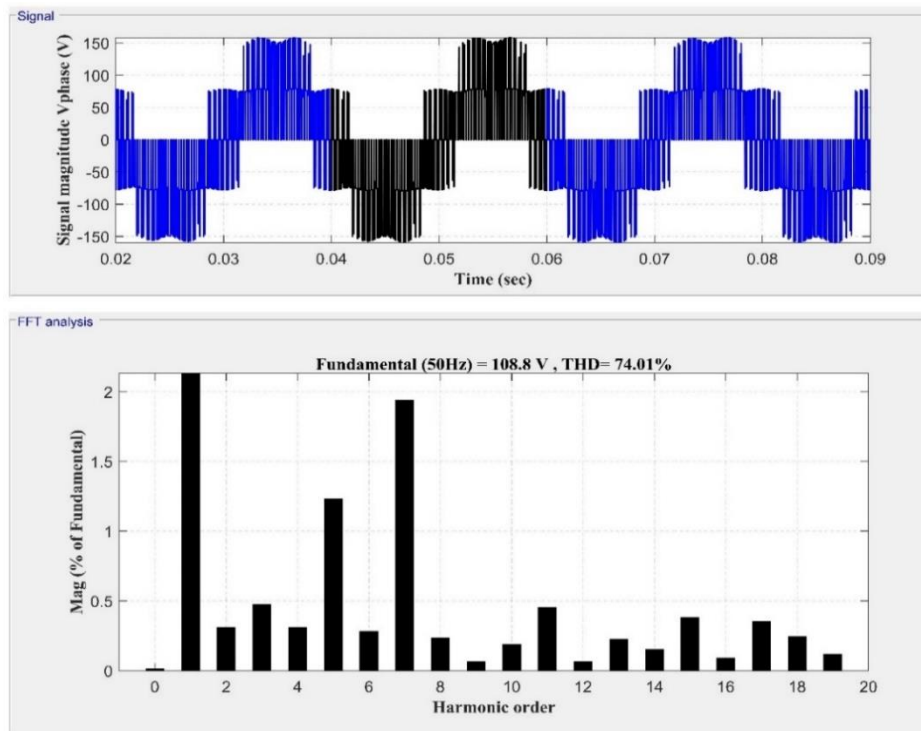 Signal
Signal magnitude Vphase (V)
150
100
50
0
-50
-100
-150
0.02 0.03 0.04 0.05 0.06 0.07 0.08 0.09
Time (sec)
FFT analysis
Fundamental (50Hz) = 108.8 V , THD= 74.01%
Mag (% of Fundamental)
2
1.5
1
0.5
0
0 2 4 6 8 10 12 14 16 18 20
Harmonic order